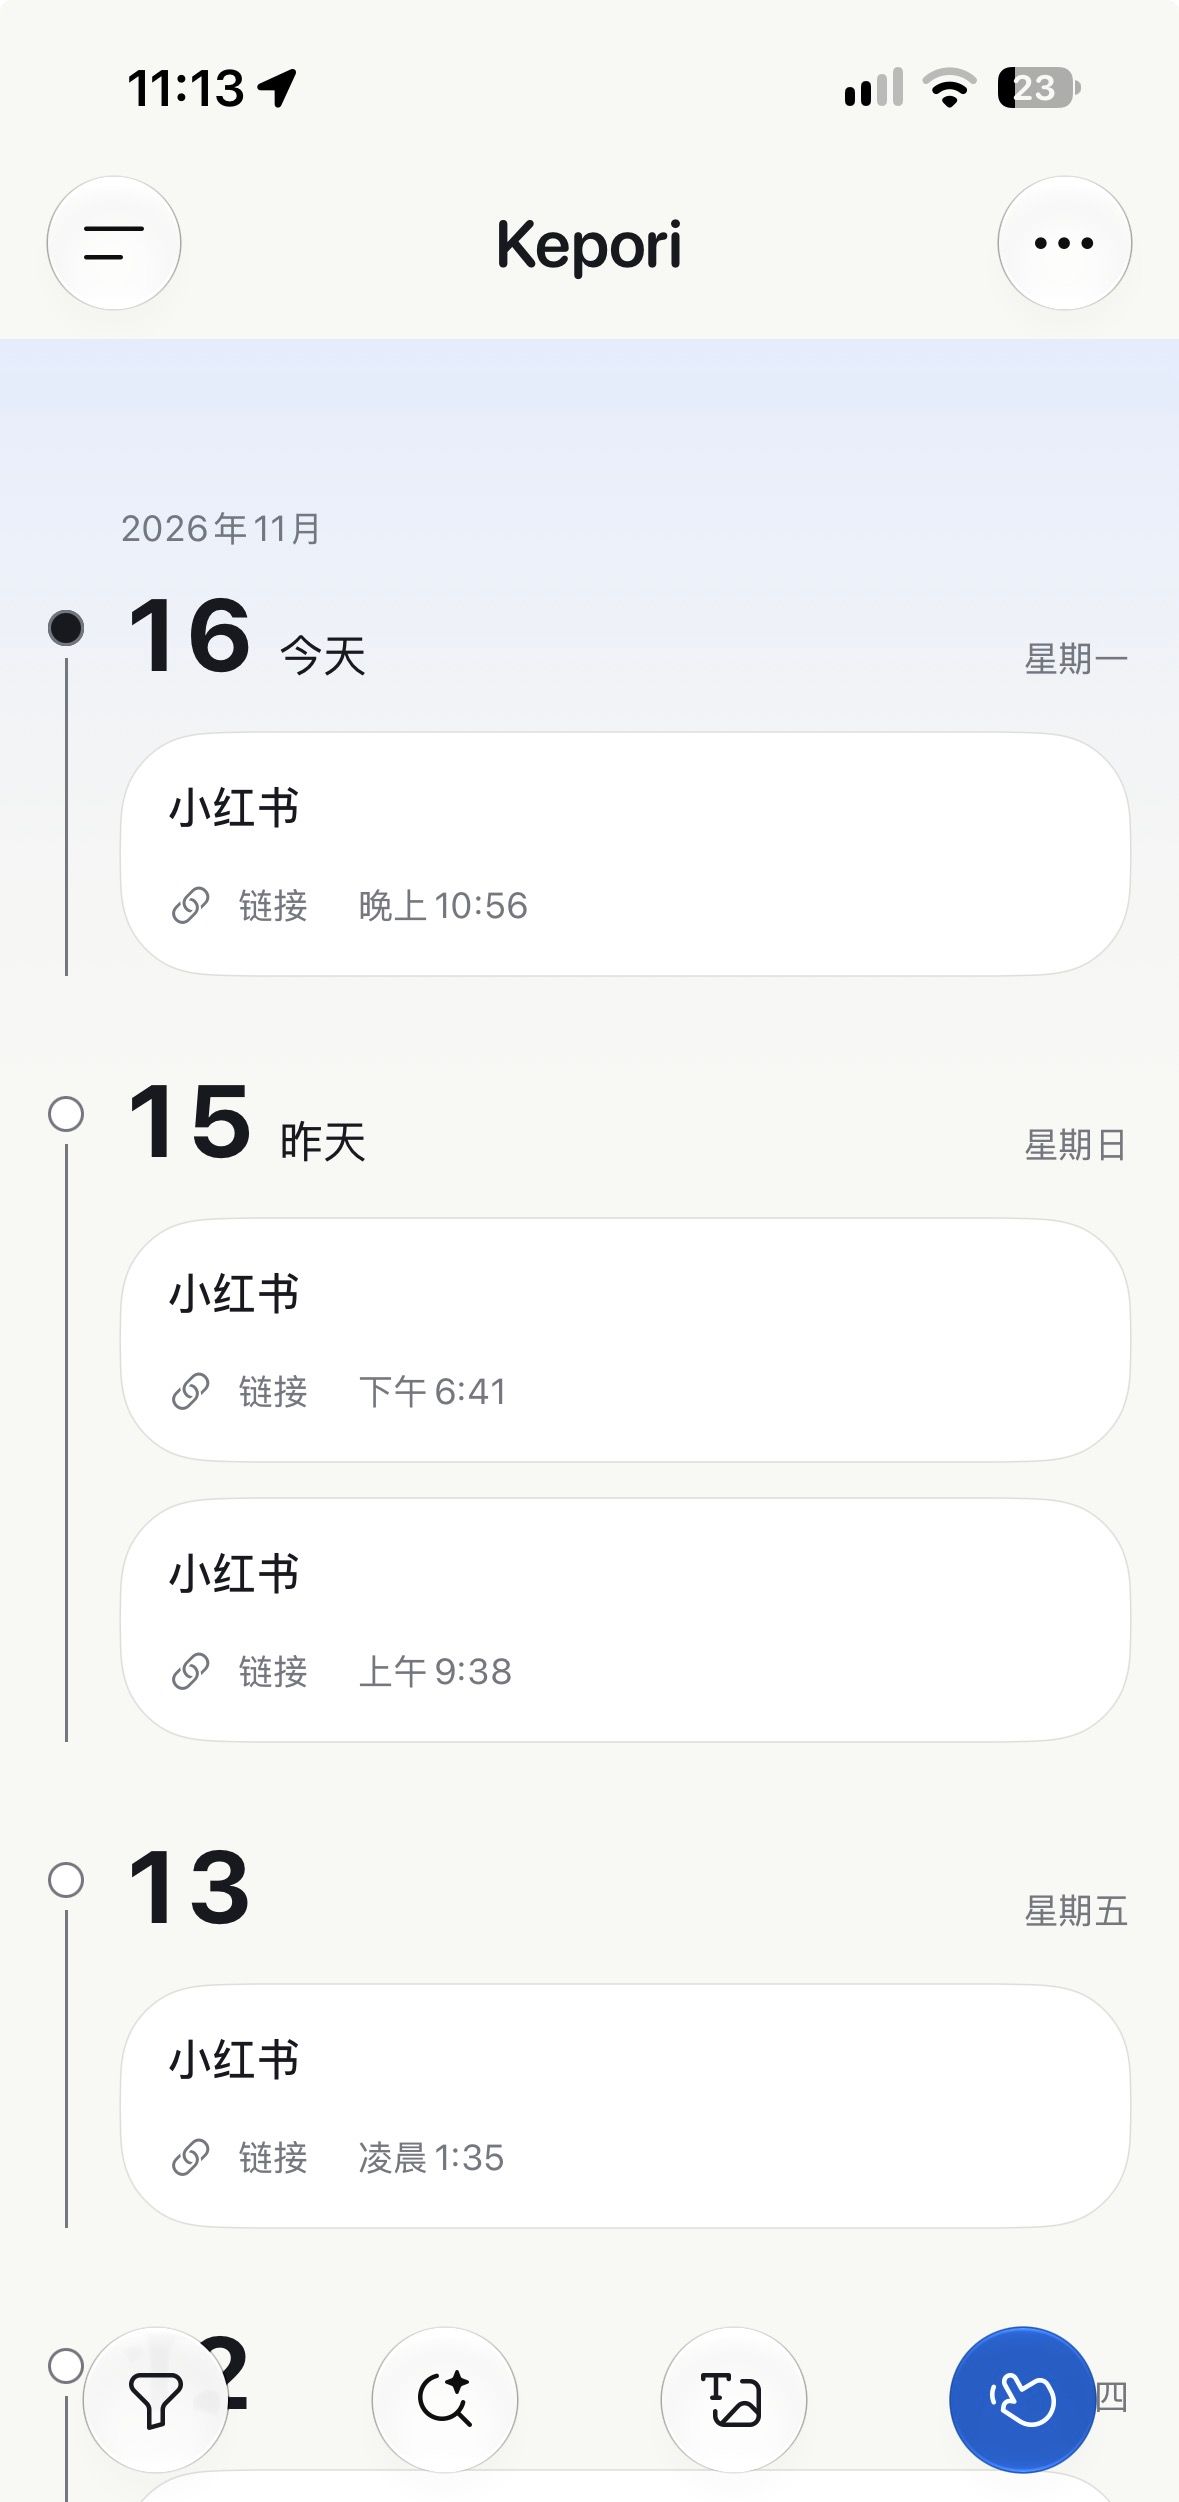 11:13
23
Kepori
2026年11月
16 今天 星期一
小红书
链接 晚上 10:56
15 昨天 星期日
小红书
链接 下午 6:41
小红书
链接 上午 9:38
13 星期五
小红书
链接 凌晨 1:35
2 四
T